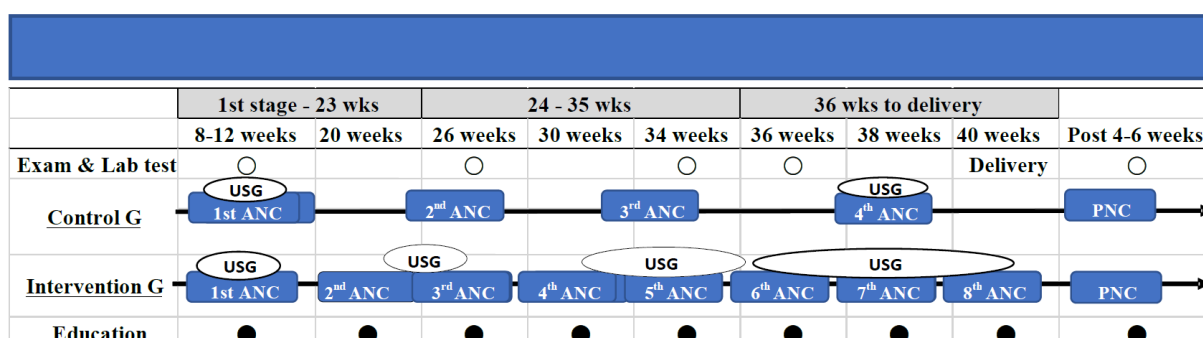 1st stage - 23 wks 24 - 35 wks 36 wks to delivery
8-12 weeks 20 weeks 26 weeks 30 weeks 34 weeks 36 weeks 38 weeks 40 weeks Post 4-6 weeks
Exam & Lab test Delivery
USG USG
Control G 1st ANC 2nd ANC 3rd ANC 4th ANC PNC
USG USG USG USG
Intervention G 1st ANC 2nd ANC 3rd ANC 4th ANC 5th ANC 6th ANC 7th ANC 8th ANC PNC
Education